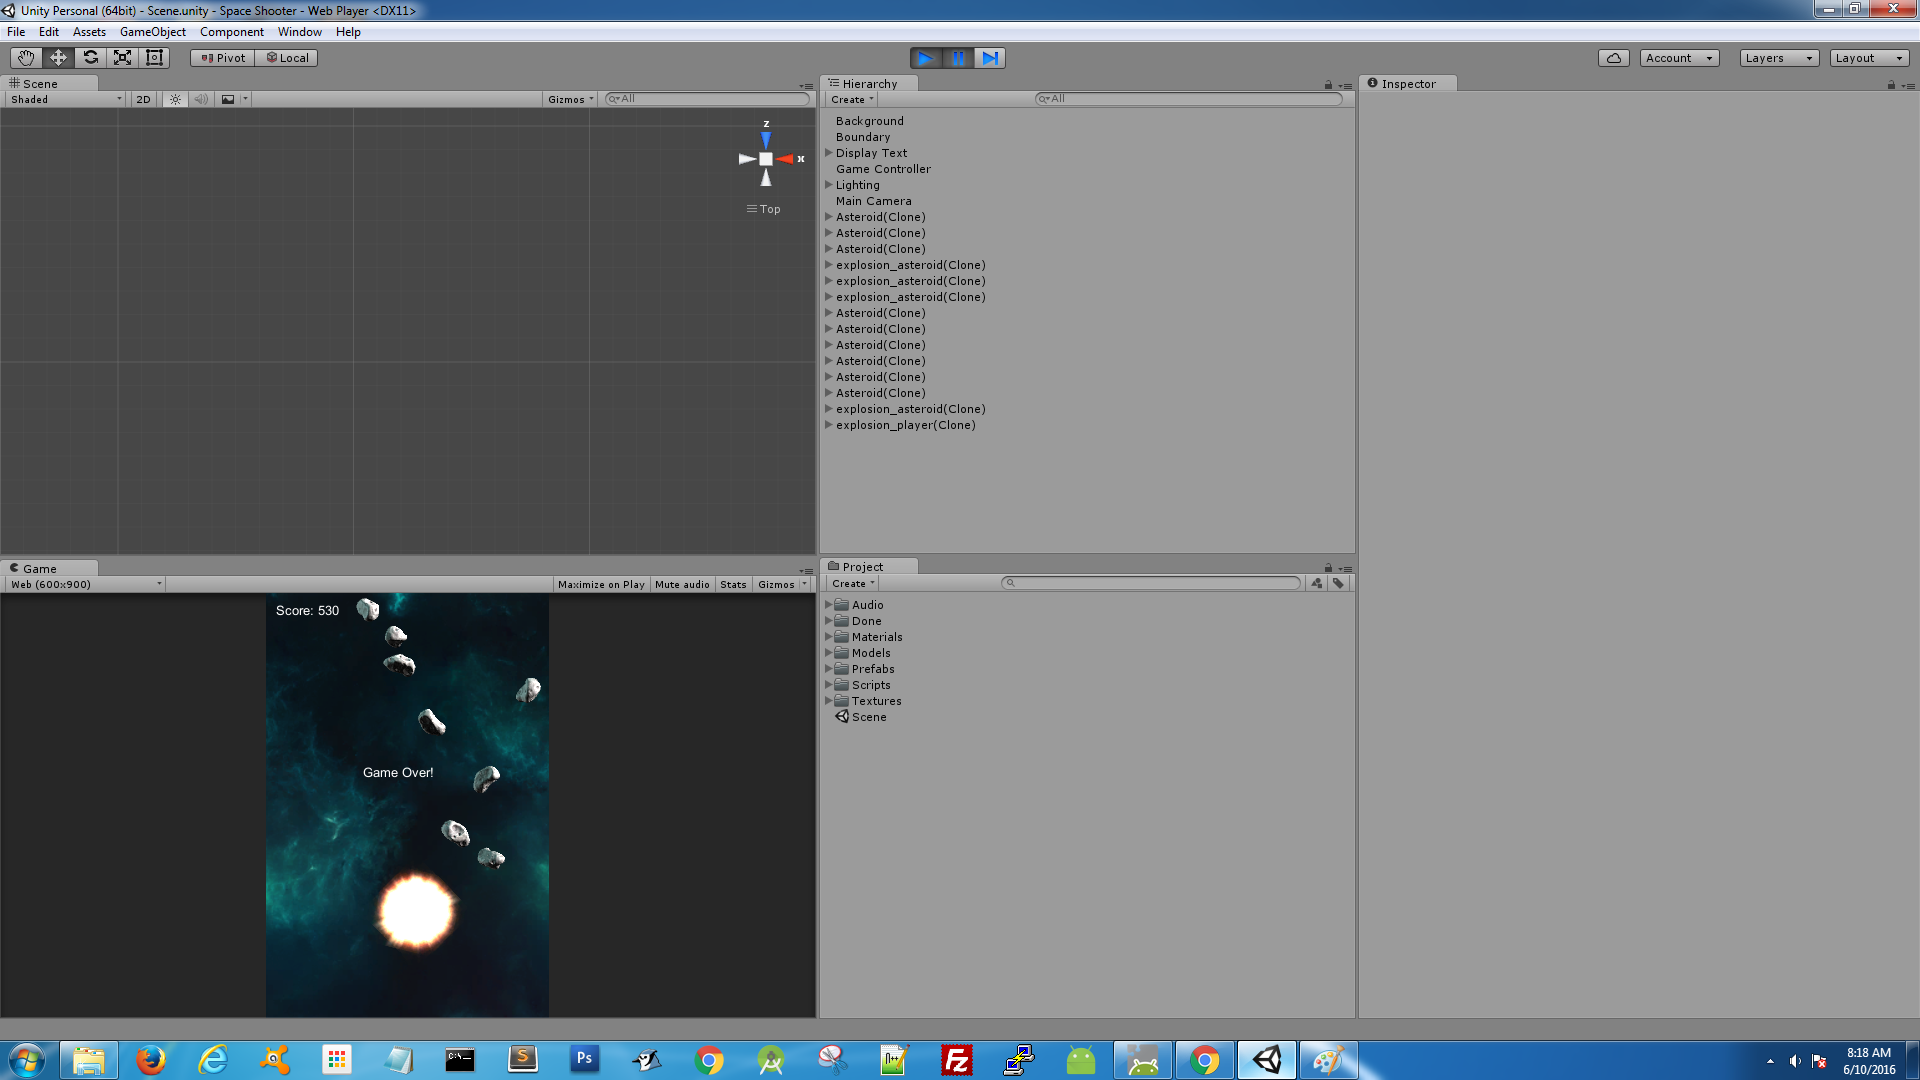 Unity Personal (64bit) - Scene.unity - Space Shooter - Web Player <DX11>
File Edit Assets GameObject Component Window Help
Pivot Local Account Layers Layout
Scene
Shaded 2D Gizmos All
z
x
Top
Hierarchy
Create All
Background
Boundary
Display Text
Game Controller
Lighting
Main Camera
Asteroid(Clone)
Asteroid(Clone)
Asteroid(Clone)
explosion_asteroid(Clone)
explosion_asteroid(Clone)
explosion_asteroid(Clone)
Asteroid(Clone)
Asteroid(Clone)
Asteroid(Clone)
Asteroid(Clone)
Asteroid(Clone)
Asteroid(Clone)
explosion_asteroid(Clone)
explosion_player(Clone)
Inspector
Game
Web (600x900) Maximize on Play Mute audio Stats Gizmos
Score: 530
Game Over!
Project
Create
Audio
Done
Materials
Models
Prefabs
Scripts
Textures
Scene
C:\
S
Ps
n++
Fz
8:18 AM
6/10/2016